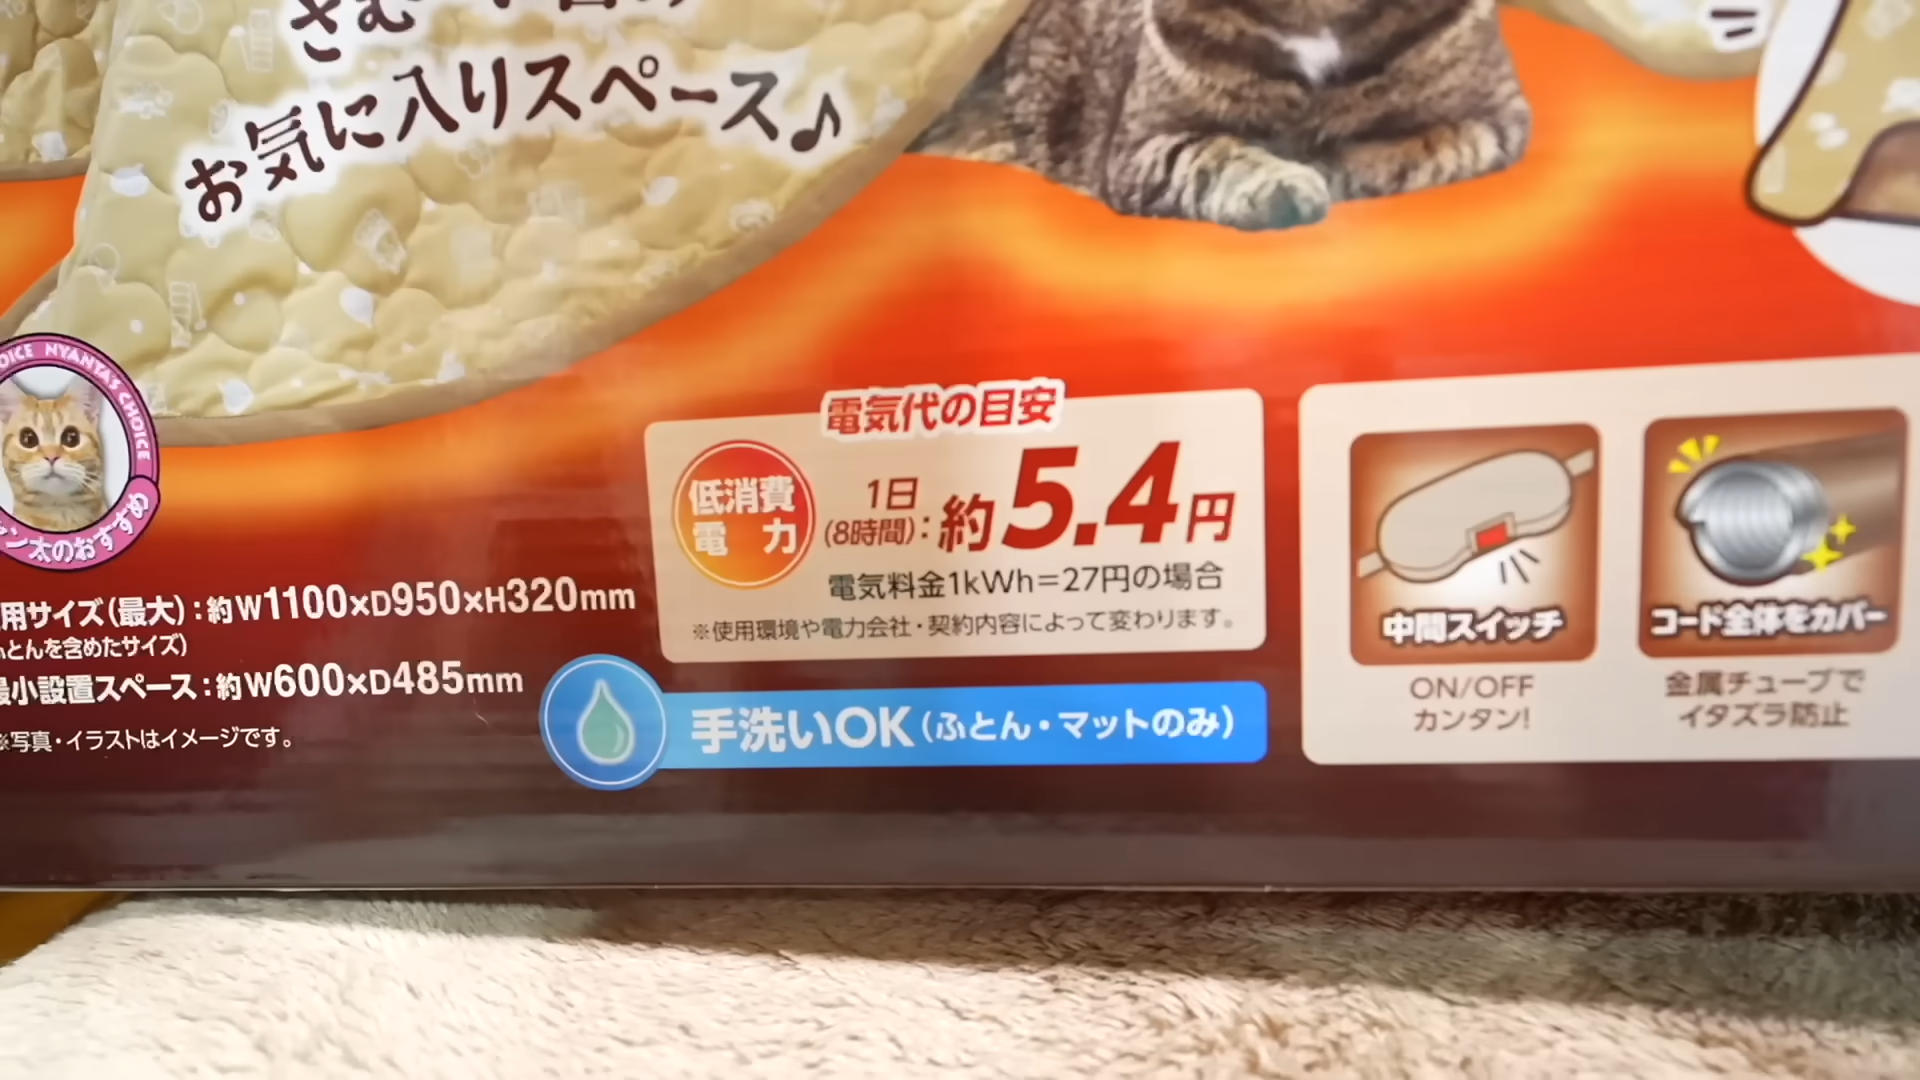 お気に入りスペース♪
NYANTA'S CHOICE
ン太のおすすめ
用サイズ(最大):約W1100×D950×H320mm
とんを含めたサイズ)
小設置スペース:約W600×D485mm
※写真・イラストはイメージです。
電気代の目安
低消費
電力
1日
(8時間):約5.4円
電気料金1kWh=27円の場合
※使用環境や電力会社・契約内容によって変わります。
手洗いOK(ふとん・マットのみ)
中間スイッチ
ON/OFF
カンタン!
コード全体をカバー
金属チューブで
イタズラ防止